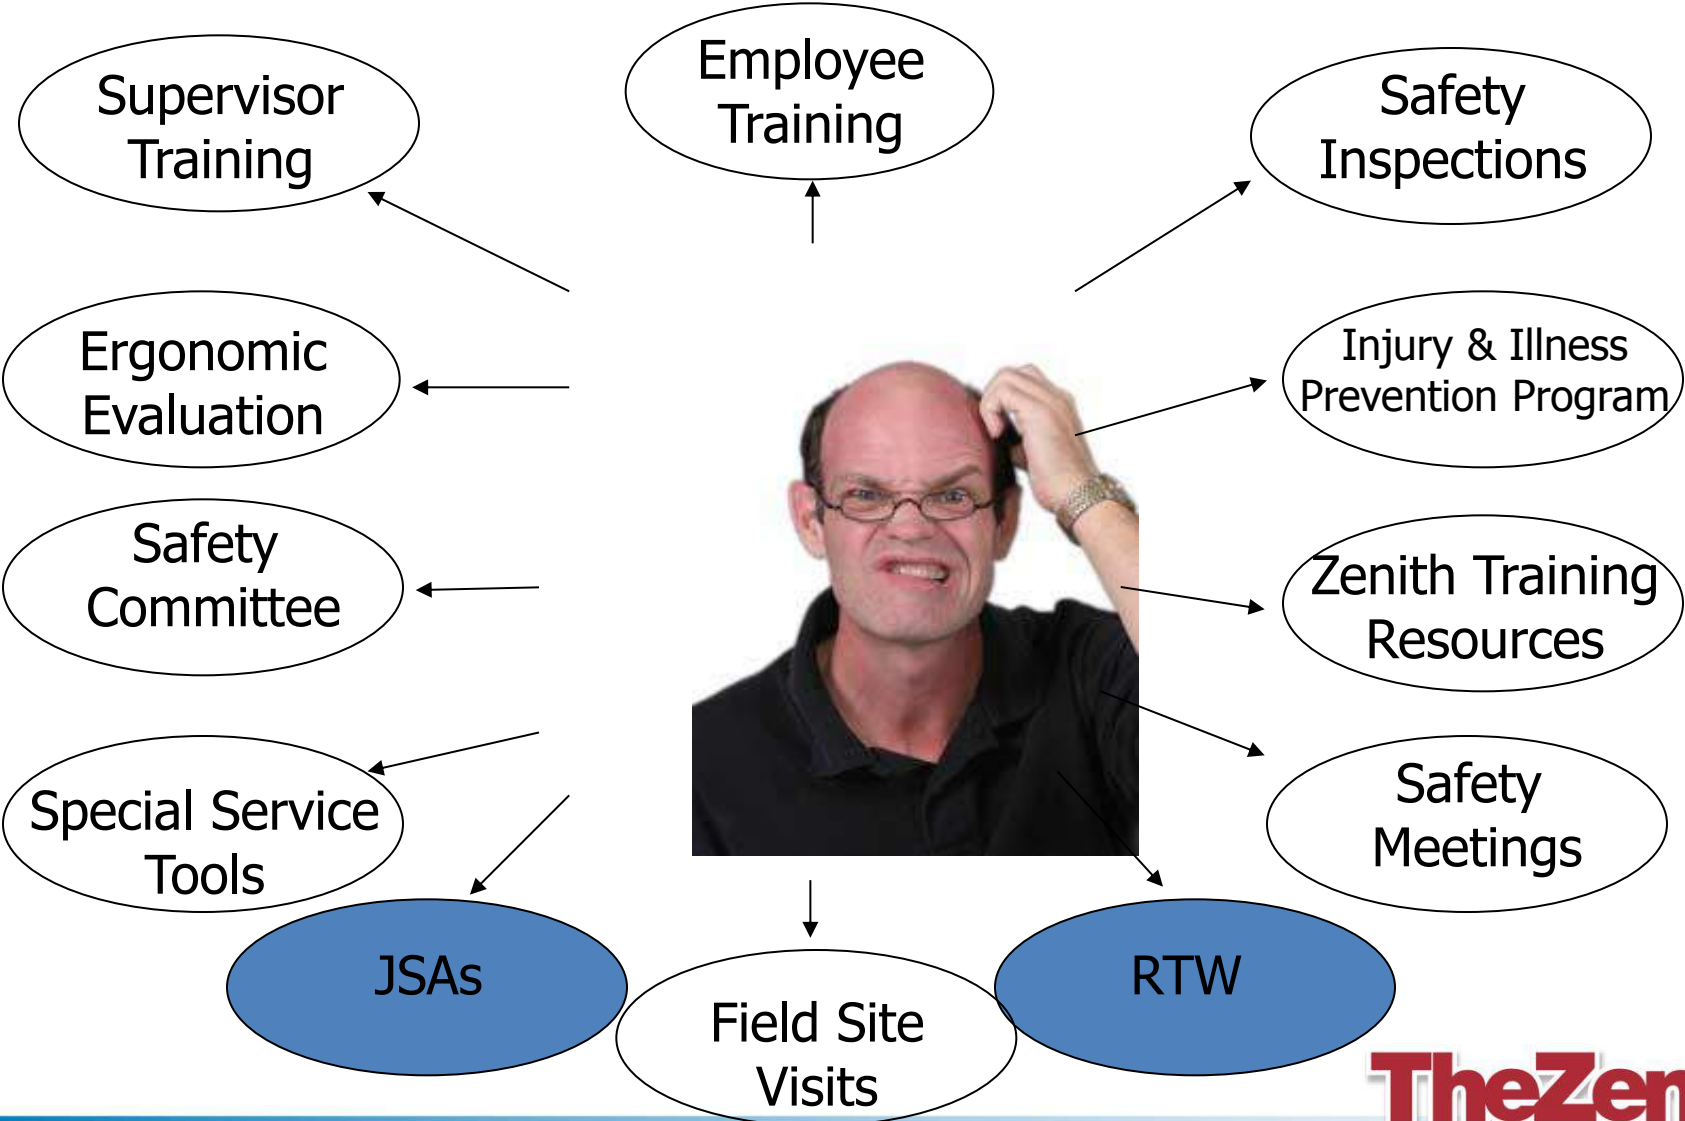 Supervisor
Training
Employee
Training
Safety
Inspections
Ergonomic
Evaluation
Injury & Illness
Prevention Program
Safety
Committee
Zenith Training
Resources
Special Service
Tools
Safety
Meetings
JSAs
Field Site
Visits
RTW
TheZen